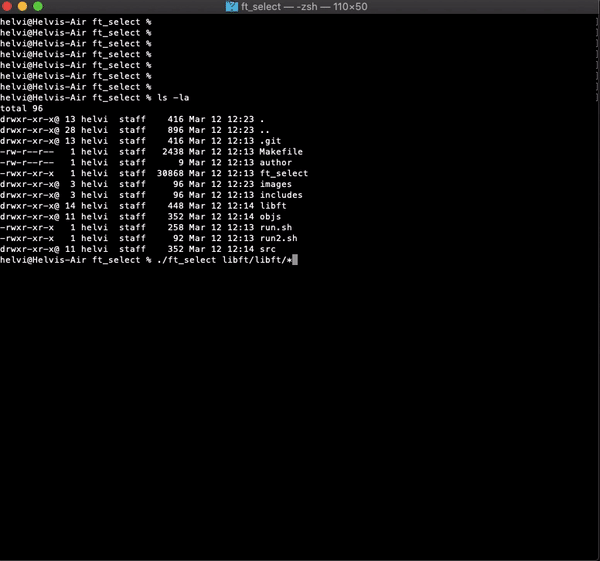 ft_select — -zsh — 110×50
helvi@Helvis-Air ft_select %
helvi@Helvis-Air ft_select %
helvi@Helvis-Air ft_select %
helvi@Helvis-Air ft_select %
helvi@Helvis-Air ft_select %
helvi@Helvis-Air ft_select %
helvi@Helvis-Air ft_select %
helvi@Helvis-Air ft_select % ls -la
total 96
drwxr-xr-x@ 13 helvi  staff    416 Mar 12 12:23 .
drwxr-xr-x@ 28 helvi  staff    896 Mar 12 12:23 ..
drwxr-xr-x@ 13 helvi  staff    416 Mar 12 12:13 .git
-rw-r--r--   1 helvi  staff   2438 Mar 12 12:13 Makefile
-rw-r--r--   1 helvi  staff      9 Mar 12 12:13 author
-rwxr-xr-x   1 helvi  staff  30868 Mar 12 12:13 ft_select
drwxr-xr-x@  3 helvi  staff     96 Mar 12 12:23 images
drwxr-xr-x@  3 helvi  staff     96 Mar 12 12:13 includes
drwxr-xr-x@ 14 helvi  staff    448 Mar 12 12:14 libft
drwxr-xr-x@ 11 helvi  staff    352 Mar 12 12:14 objs
-rwxr-xr-x   1 helvi  staff    258 Mar 12 12:13 run.sh
-rwxr-xr-x   1 helvi  staff     92 Mar 12 12:13 run2.sh
drwxr-xr-x@ 11 helvi  staff    352 Mar 12 12:14 src
helvi@Helvis-Air ft_select % ./ft_select libft/libft/*